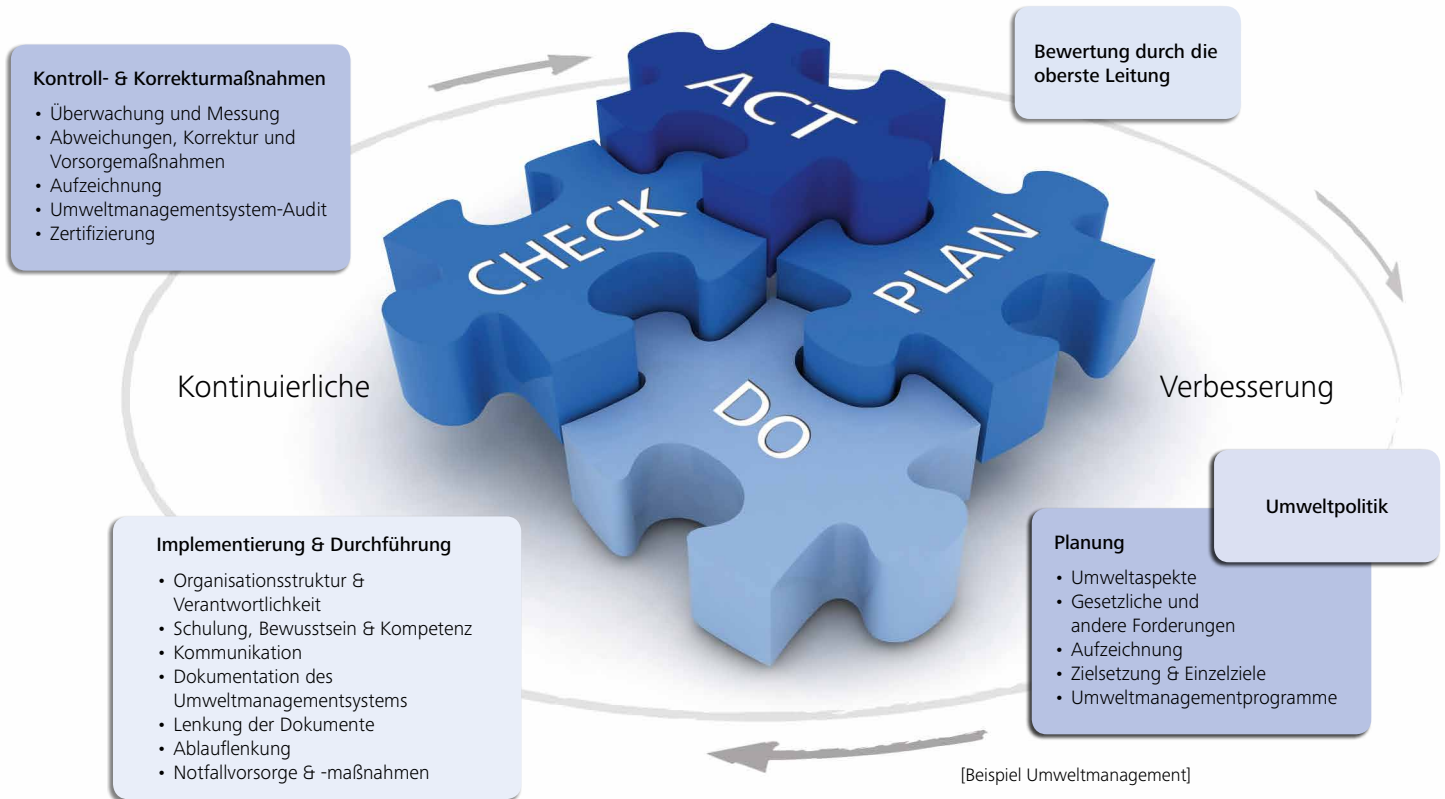 Kontroll- & Korrekturmaßnahmen
• Überwachung und Messung
• Abweichungen, Korrektur und
Vorsorgemaßnahmen
• Aufzeichnung
• Umweltmanagementsystem-Audit
• Zertifizierung
Bewertung durch die
oberste Leitung
ACT
CHECK
PLAN
DO
Kontinuierliche
Verbesserung
Umweltpolitik
Planung
• Umweltaspekte
• Gesetzliche und
andere Forderungen
• Aufzeichnung
• Zielsetzung & Einzelziele
• Umweltmanagementprogramme
Implementierung & Durchführung
• Organisationsstruktur &
Verantwortlichkeit
• Schulung, Bewusstsein & Kompetenz
• Kommunikation
• Dokumentation des
Umweltmanagementsystems
• Lenkung der Dokumente
• Ablauflenkung
• Notfallvorsorge & -maßnahmen
[Beispiel Umweltmanagement]